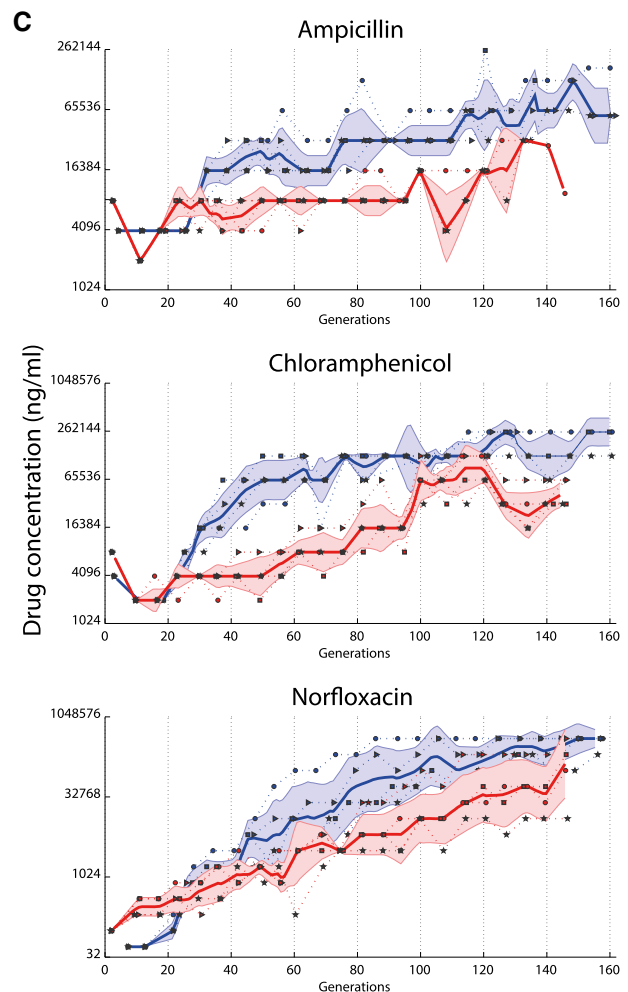 C
Ampicillin
262144
65536
16384
4096
1024
0 20 40 60 80 100 120 140 160
Generations
Drug concentration (ng/ml)
Chloramphenicol
1048576
262144
65536
16384
4096
1024
0 20 40 60 80 100 120 140 160
Generations
Norfloxacin
1048576
32768
1024
32
0 20 40 60 80 100 120 140 160
Generations